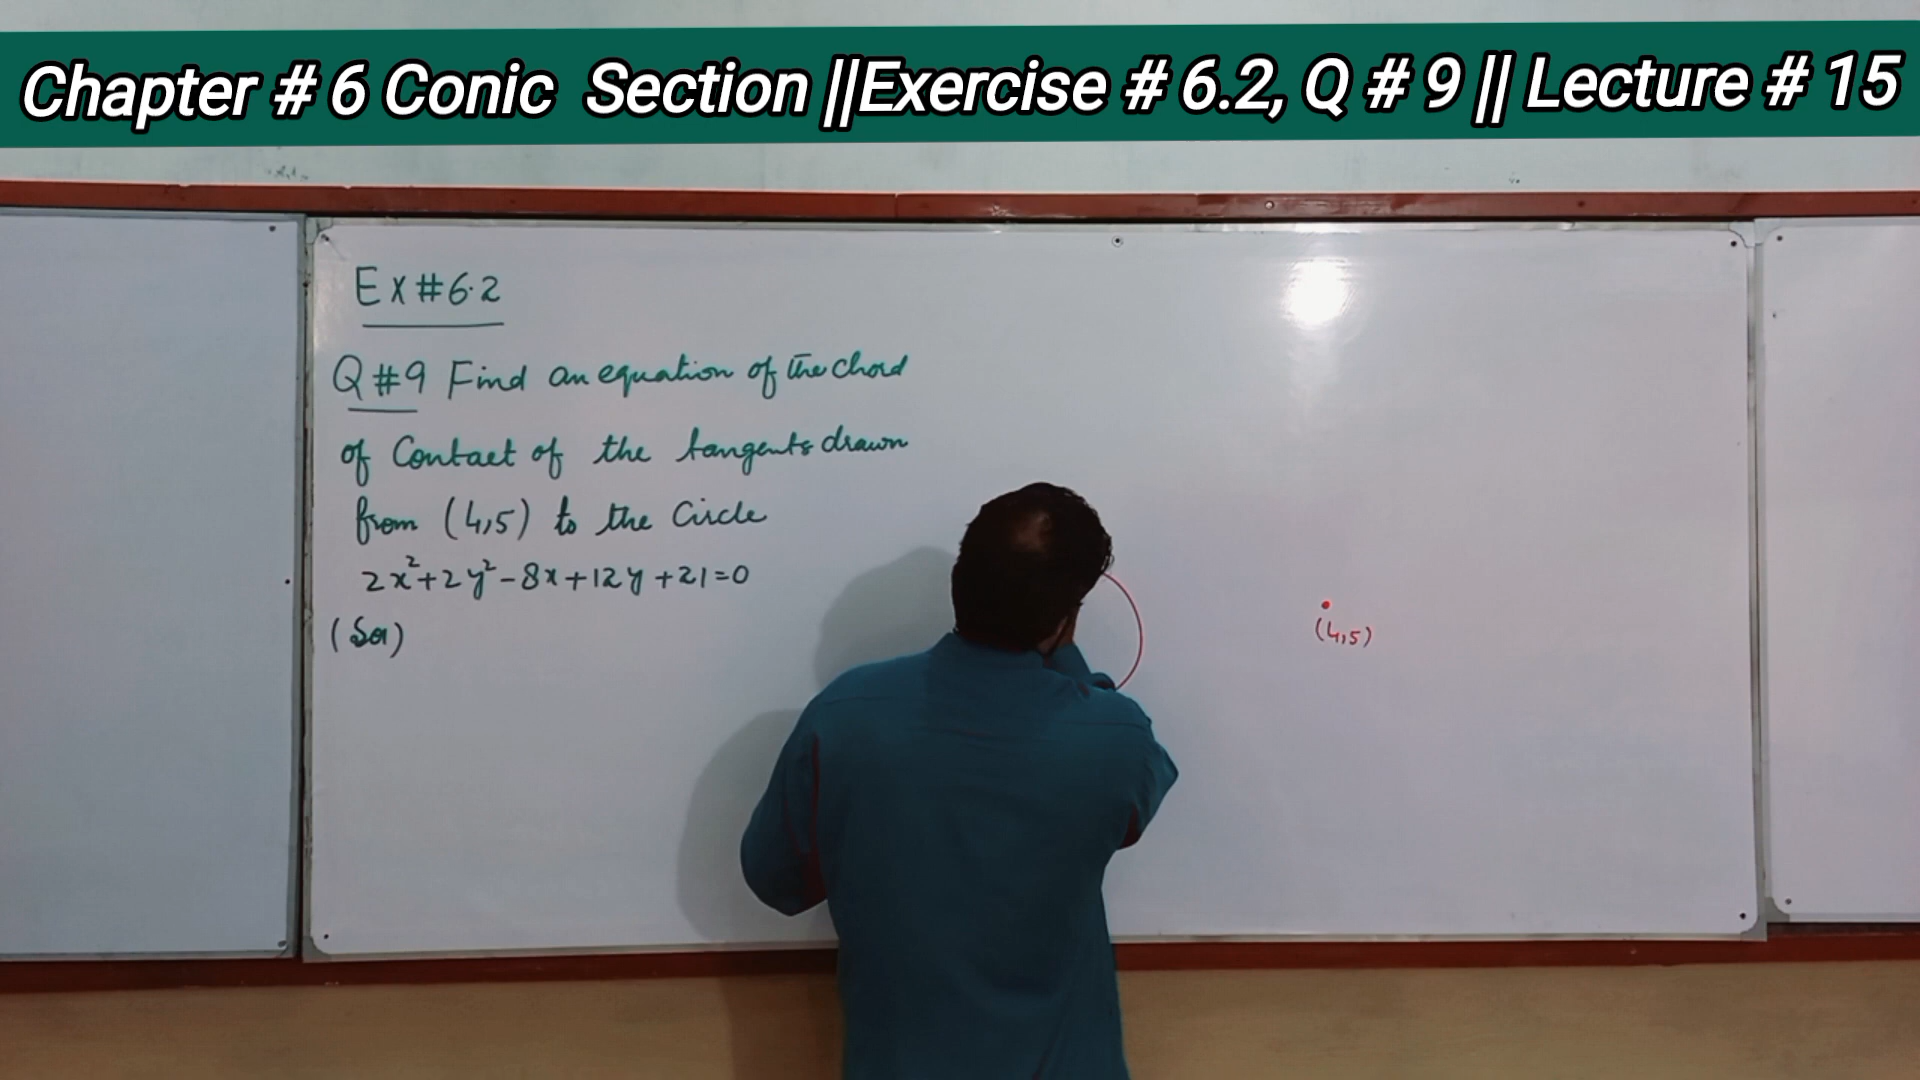 Chapter # 6 Conic Section ||Exercise # 6.2, Q # 9 || Lecture # 15
Ex#6.2
Q#9 Find an equation of the chord
of Contact of the tangents drawn
from (4,5) to the Circle
2x²+2y²-8x+12y+21=0
(Sol)
(4,5)